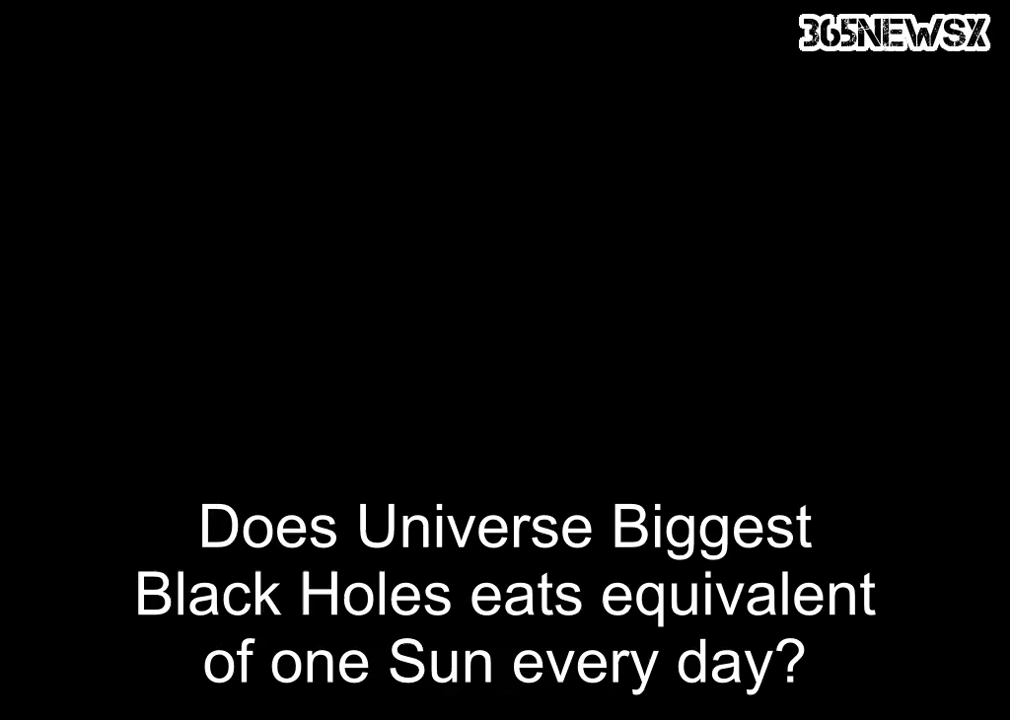 365NEWSX
Does Universe Biggest
Black Holes eats equivalent
of one Sun every day?